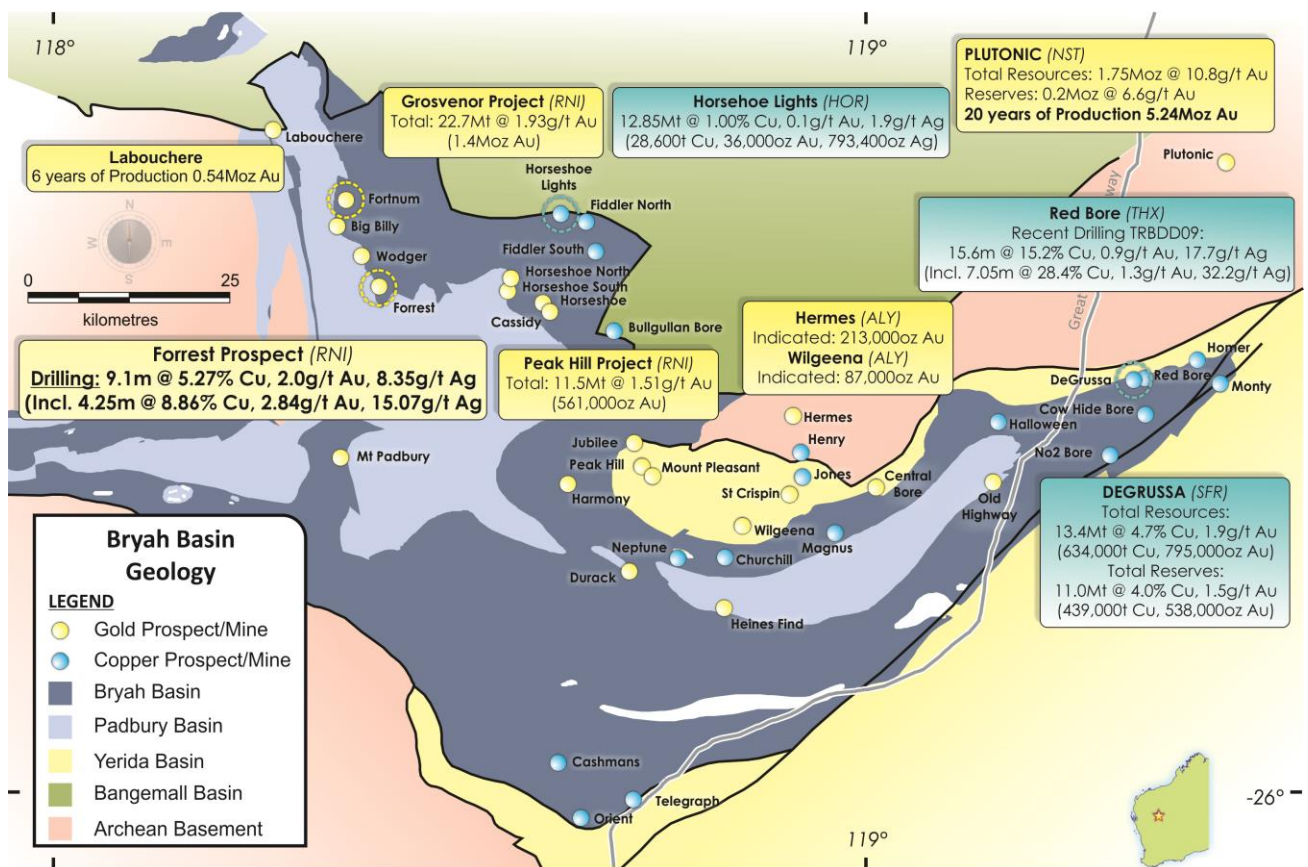 118°
119°
PLUTONIC (NST)
Total Resources: 1.75Moz @ 10.8g/t Au
Reserves: 0.2Moz @ 6.6g/t Au
20 years of Production 5.24Moz Au
Grosvenor Project (RNI)
Total: 22.7Mt @ 1.93g/t Au
(1.4Moz Au)
Horsehoe Lights (HOR)
12.85Mt @ 1.00% Cu, 0.1g/t Au, 1.9g/t Ag
(28,600t Cu, 36,000oz Au, 793,400oz Ag)
Labouchere
Labouchere
6 years of Production 0.54Moz Au
Plutonic
Horseshoe
Lights
Fiddler North
Fortnum
Big Billy
Fiddler South
Wodger
Horseshoe North
Horseshoe South
Horseshoe
Cassidy
Forrest
Bullgullan Bore
N
W
m
S
0
25
kilometres
Great
way
Red Bore (THX)
Recent Drilling TRBDD09:
15.6m @ 15.2% Cu, 0.9g/t Au, 17.7g/t Ag
(Incl. 7.05m @ 28.4% Cu, 1.3g/t Au, 32.2g/t Ag)
Hermes (ALY)
Indicated: 213,000oz Au
Wilgeena (ALY)
Indicated: 87,000oz Au
Forrest Prospect (RNI)
Drilling: 9.1m @ 5.27% Cu, 2.0g/t Au, 8.35g/t Ag
(Incl. 4.25m @ 8.86% Cu, 2.84g/t Au, 15.07g/t Ag
Peak Hill Project (RNI)
Total: 11.5Mt @ 1.51g/t Au
(561,000oz Au)
Homer
DeGrussa
Red Bore
Monty
Cow Hide Bore
Halloween
No2 Bore
Hermes
Henry
Jubilee
Mt Padbury
Peak Hill
Mount Pleasant
Jones
Central
Bore
St Crispin
Harmony
Old
Highway
Wilgeena
Magnus
Neptune
Churchill
Durack
Heines Find
DEGRUSSA (SFR)
Total Resources:
13.4Mt @ 4.7% Cu, 1.9g/t Au
(634,000t Cu, 795,000oz Au)
Total Reserves:
11.0Mt @ 4.0% Cu, 1.5g/t Au
(439,000t Cu, 538,000oz Au)
Bryah Basin
Geology
LEGEND
Gold Prospect/Mine
Copper Prospect/Mine
Bryah Basin
Padbury Basin
Yerida Basin
Bangemall Basin
Archean Basement
Cashmans
Telegraph
Orient
-26°
119°